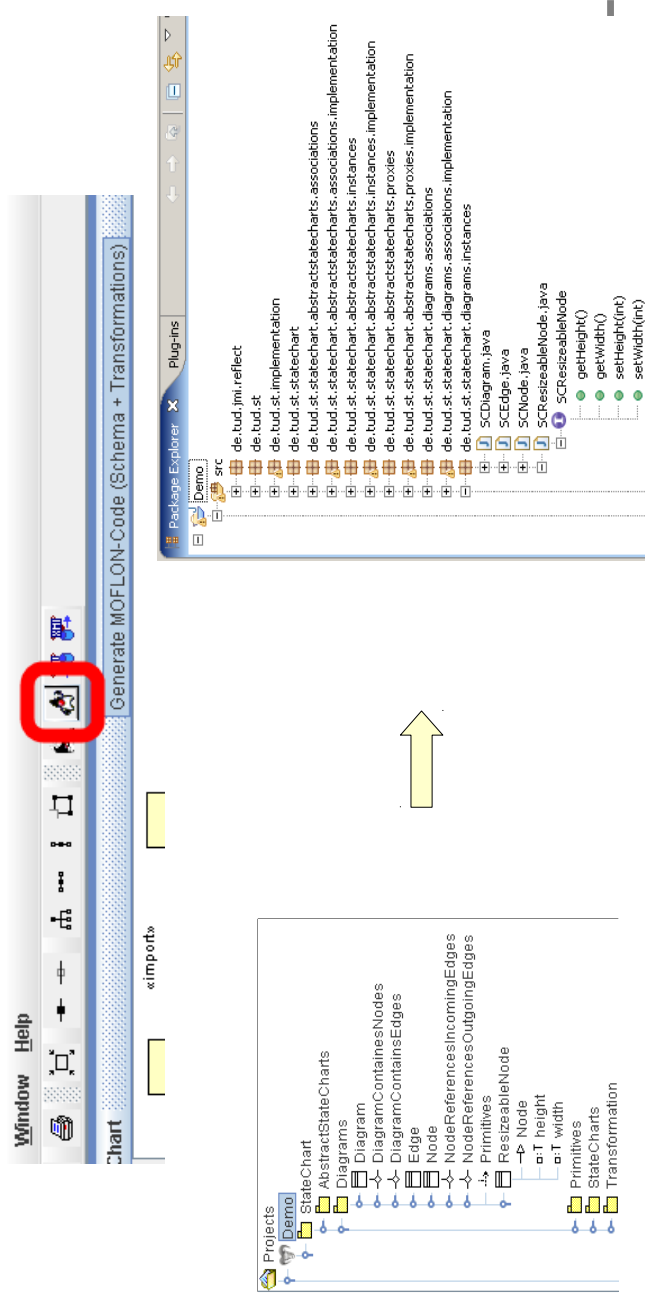 Window Help
Chart
Generate MOFLON-Code (Schema + Transformations)
«import»
Projects
Demo
StateChart
AbstractStateCharts
Diagrams
Diagram
DiagramContainesNodes
DiagramContainsEdges
Edge
Node
NodeReferencesIncomingEdges
NodeReferencesOutgoingEdges
Primitives
ResizeableNode
Node
height
width
Primitives
StateCharts
Transformation
Package Explorer Plug-ins
Demo
src
de.tud.jmi.reflect
de.tud.st
de.tud.st.implementation
de.tud.st.statechart
de.tud.st.statechart.abstractstatecharts.associations
de.tud.st.statechart.abstractstatecharts.associations.implementation
de.tud.st.statechart.abstractstatecharts.instances
de.tud.st.statechart.abstractstatecharts.instances.implementation
de.tud.st.statechart.abstractstatecharts.proxies
de.tud.st.statechart.abstractstatecharts.proxies.implementation
de.tud.st.statechart.diagrams.associations
de.tud.st.statechart.diagrams.associations.implementation
de.tud.st.statechart.diagrams.instances
SCDiagram.java
SCEdge.java
SCNode.java
SCResizeableNode.java
SCResizeableNode
getHeight()
getWidth()
setHeight(int)
setWidth(int)